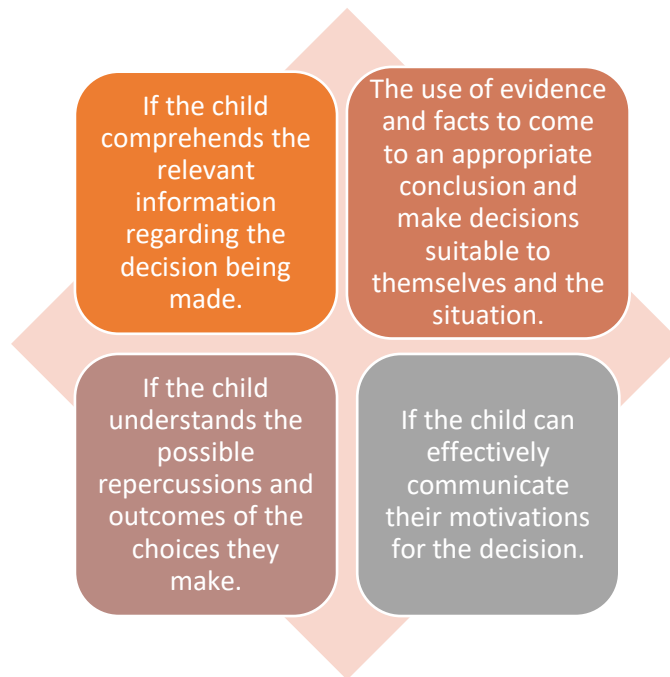 If the child
comprehends the
relevant
information
regarding the
decision being
made.
The use of evidence
and facts to come
to an appropriate
conclusion and
make decisions
suitable to
themselves and the
situation.
If the child
understands the
possible
repercussions and
outcomes of the
choices they
make.
If the child can
effectively
communicate
their motivations
for the decision.